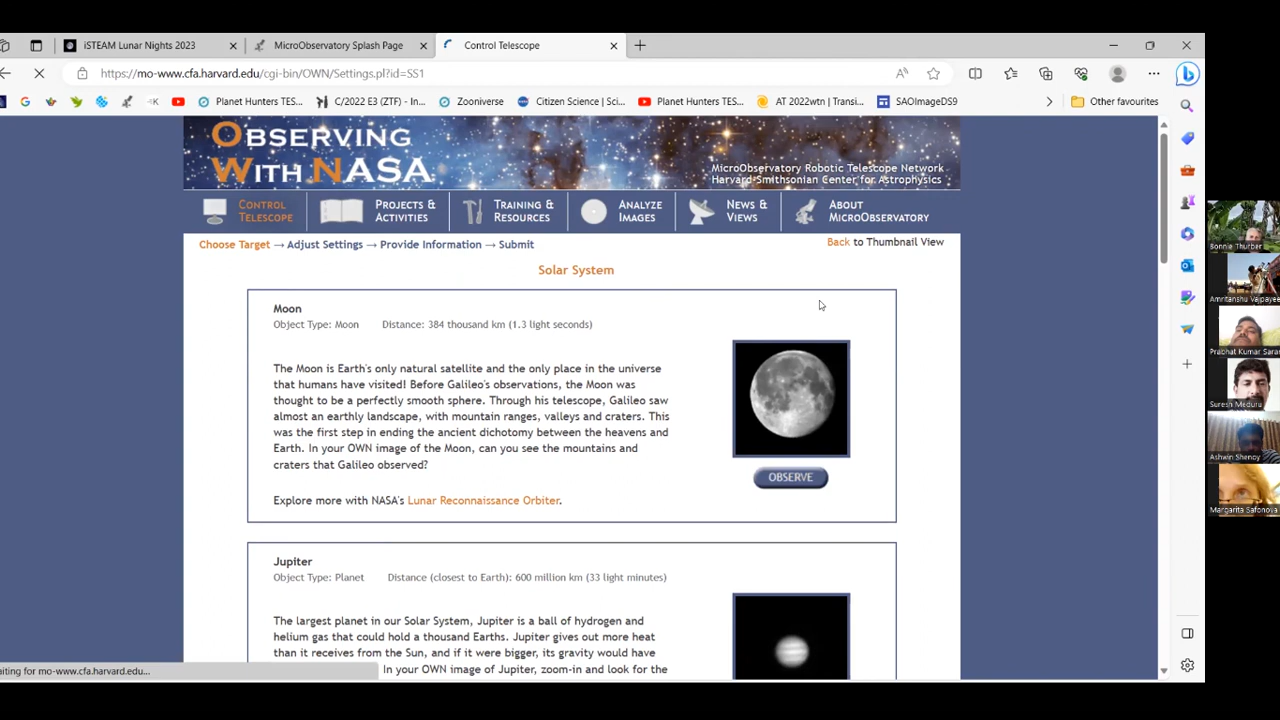 iSTEAM Lunar Nights 2023
MicroObservatory Splash Page
Control Telescope
https://mo-www.cfa.harvard.edu/cgi-bin/OWN/Settings.pl?id=SS1
Planet Hunters TES...
C/2022 E3 (ZTF) - In...
Zooniverse
Citizen Science | Sci...
Planet Hunters TES...
AT 2022wtn | Transi...
SAOImageDS9
Other favourites
OBSERVING
WITH NASA
MicroObservatory Robotic Telescope Network
Harvard-Smithsonian Center for Astrophysics
CONTROL
TELESCOPE
PROJECTS &
ACTIVITIES
TRAINING &
RESOURCES
ANALYZE
IMAGES
NEWS &
VIEWS
ABOUT
MICROOBSERVATORY
Choose Target → Adjust Settings → Provide Information → Submit
Back to Thumbnail View
Solar System
Moon
Object Type: Moon Distance: 384 thousand km (1.3 light seconds)
The Moon is Earth's only natural satellite and the only place in the universe
that humans have visited! Before Galileo's observations, the Moon was
thought to be a perfectly smooth sphere. Through his telescope, Galileo saw
almost an earthly landscape, with mountain ranges, valleys and craters. This
was the first step in ending the ancient dichotomy between the heavens and
Earth. In your OWN image of the Moon, can you see the mountains and
craters that Galileo observed?
OBSERVE
Explore more with NASA's Lunar Reconnaissance Orbiter.
Jupiter
Object Type: Planet Distance (closest to Earth): 600 million km (33 light minutes)
The largest planet in our Solar System, Jupiter is a ball of hydrogen and
helium gas that could hold a thousand Earths. Jupiter gives out more heat
than it receives from the Sun, and if it were bigger, its gravity would have
In your OWN image of Jupiter, zoom-in and look for the
aiting for mo-www.cfa.harvard.edu...
Bonnie Thurber
Amritanshu Vajpayee
Prabhat Kumar Saran
Suresh Meduru
Ashwin Shenoy
Margarita Safonova